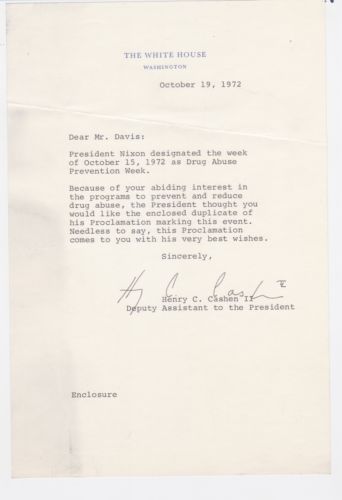 THE WHITE HOUSE
WASHINGTON
October 19, 1972
Dear Mr. Davis:
President Nixon designated the week
of October 15, 1972 as Drug Abuse
Prevention Week.
Because of your abiding interest in
the programs to prevent and reduce
drug abuse, the President thought you
would like the enclosed duplicate of
his Proclamation marking this event.
Needless to say, this Proclamation
comes to you with his very best wishes.
Sincerely,
Henry C. Cashen II
Deputy Assistant to the President
Enclosure